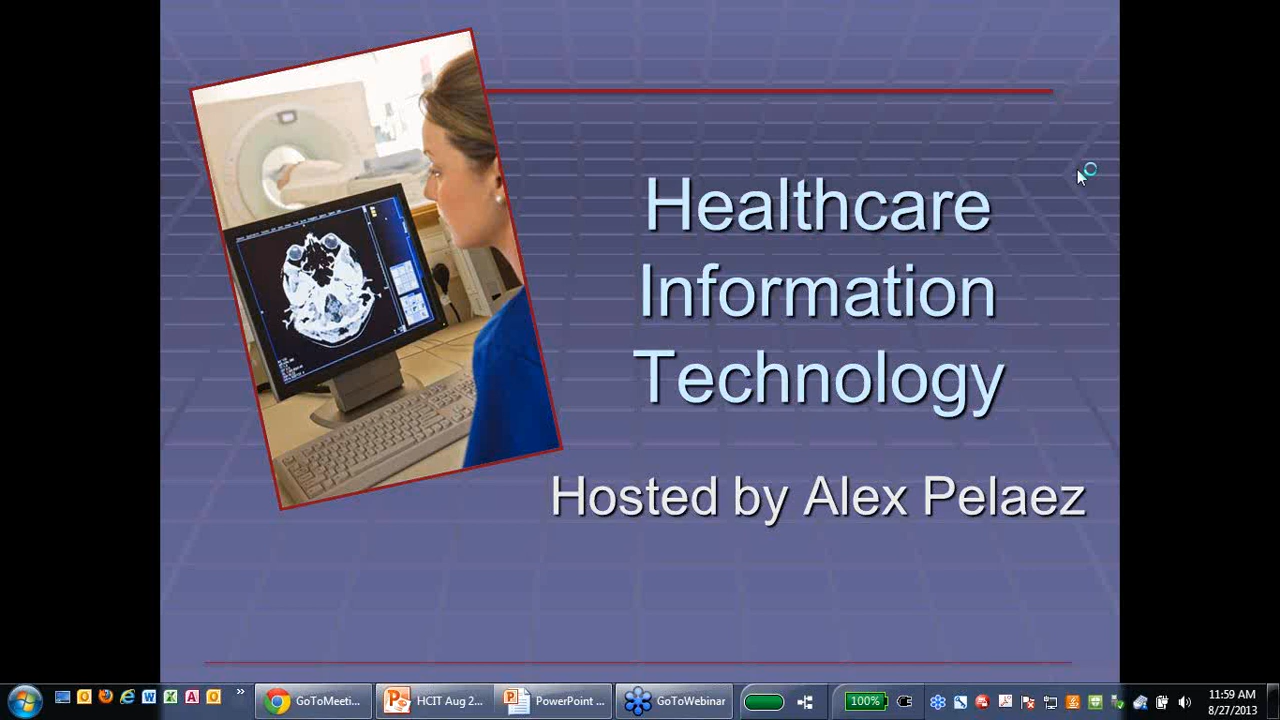 Healthcare
Information
Technology
Hosted by Alex Pelaez
GoToMeeti...
HCIT Aug 2...
PowerPoint ...
GoToWebinar
100%
11:59 AM
8/27/2013